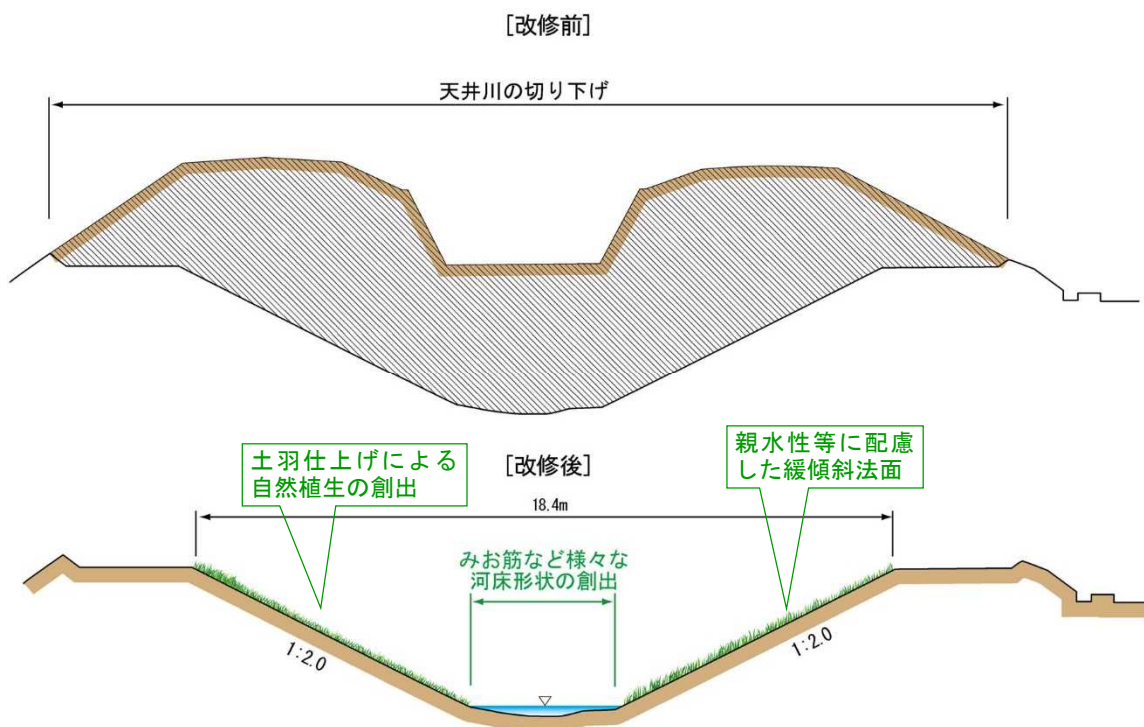 [改修前]
天井川の切り下げ
土羽仕上げによる
自然植生の創出
[改修後]
親水性等に配慮
した緩傾斜法面
18.4m
みお筋など様々な
河床形状の創出
1:2.0
1:2.0